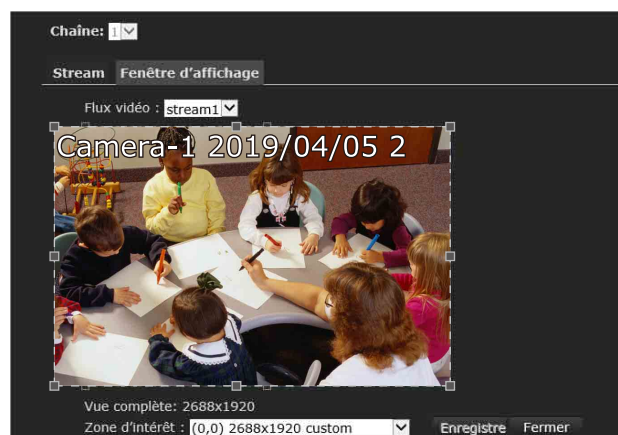 Chaîne: 1
Stream Fenêtre d'affichage
Flux vidéo : stream1
Camera-1 2019/04/05 2
Vue complète: 2688x1920
Zone d'intérêt : (0,0) 2688x1920 custom Enregistre Fermer